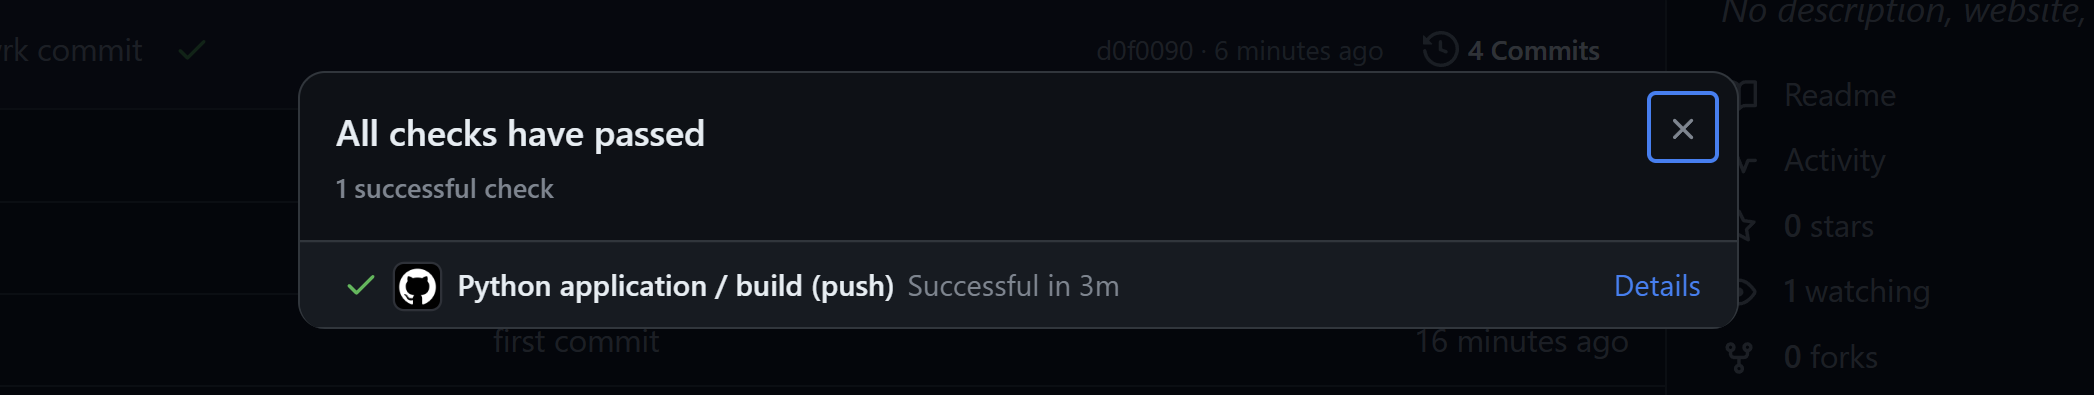 No description, website,
rk commit
d0f0090 · 6 minutes ago
4 Commits
All checks have passed
1 successful check
Python application / build (push) Successful in 3m
Details
first commit
16 minutes ago
Readme
Activity
0 stars
1 watching
0 forks